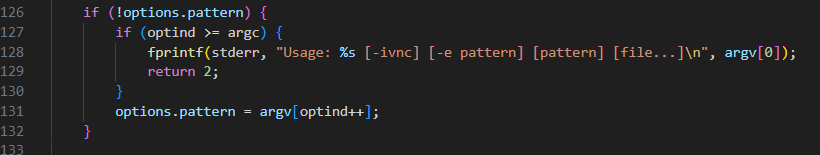 126 if (!options.pattern) {
127 if (optind >= argc) {
128 fprintf(stderr, "Usage: %s [-ivnc] [-e pattern] [pattern] [file...]\n", argv[0]);
129 return 2;
130 }
131 options.pattern = argv[optind++];
132 }
133